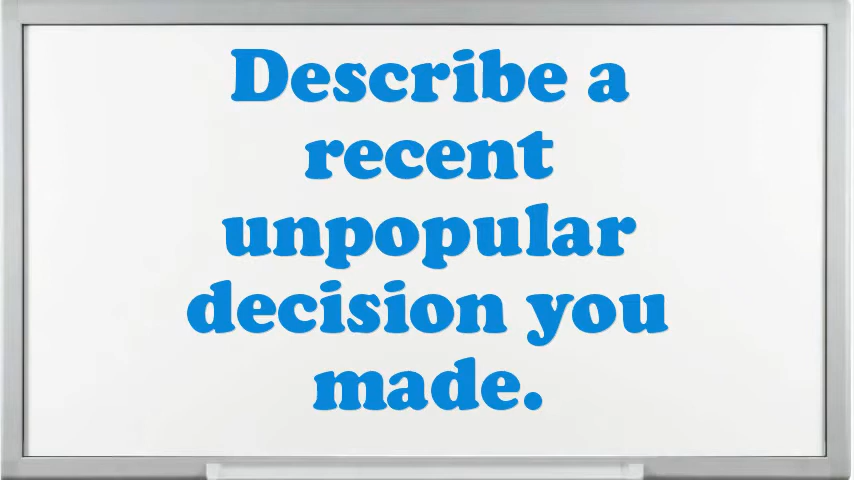 Describe a
recent
unpopular
decision you
made.